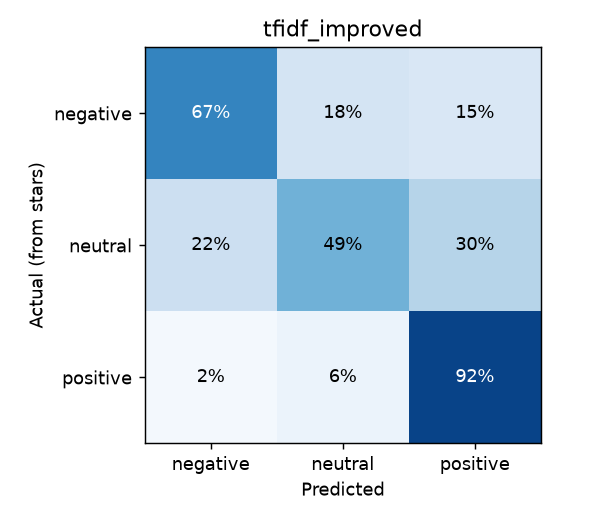 tfidf_improved
Actual (from stars)
negative 67% 18% 15%
neutral 22% 49% 30%
positive 2% 6% 92%
negative neutral positive
Predicted